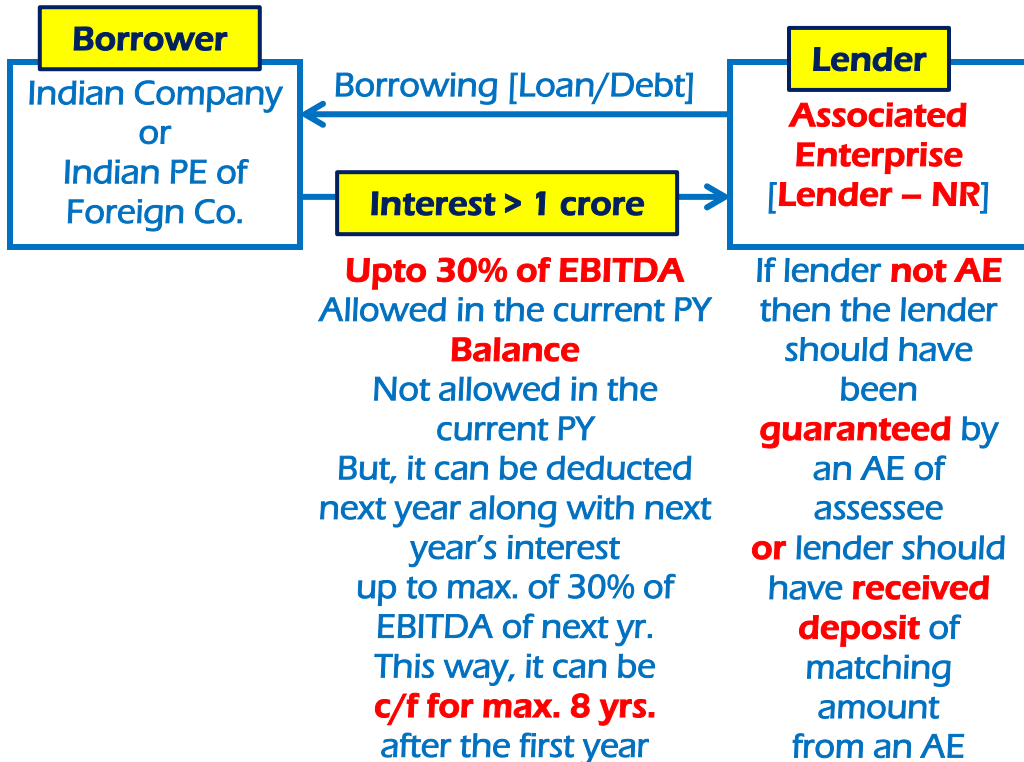 Borrower
Indian Company
or
Indian PE of
Foreign Co.
Borrowing [Loan/Debt]
Interest > 1 crore
Upto 30% of EBITDA
Allowed in the current PY
Balance
Not allowed in the
current PY
But, it can be deducted
next year along with next
year's interest
up to max. of 30% of
EBITDA of next yr.
This way, it can be
c/f for max. 8 yrs.
after the first year
Lender
Associated
Enterprise
[Lender – NR]
If lender not AE
then the lender
should have
been
guaranteed by
an AE of
assessee
or lender should
have received
deposit of
matching
amount
from an AE